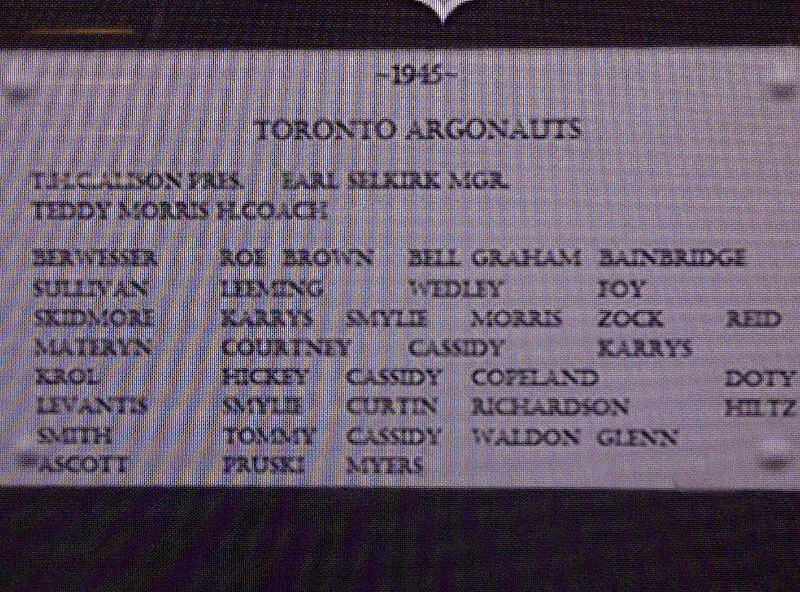 ~1945~
TORONTO ARGONAUTS
T.H.C. ALISON PRES. EARL SELKIRK MGR.
TEDDY MORRIS H.COACH
BERWESSER ROE BROWN BELL GRAHAM BAINBRIDGE
SULLIVAN LEEMING WEDLEY FOY
SKIDMORE KARRYS SMYLIE MORRIS ZOCK REID
MATERYN COURTNEY CASSIDY KARRYS
KROL HICKEY CASSIDY COPELAND DOTY
LEVANTIS SMYLIE CURTIN RICHARDSON HILTZ
SMITH TOMMY CASSIDY WALDON GLENN
ASCOTT PRUSKI MYERS